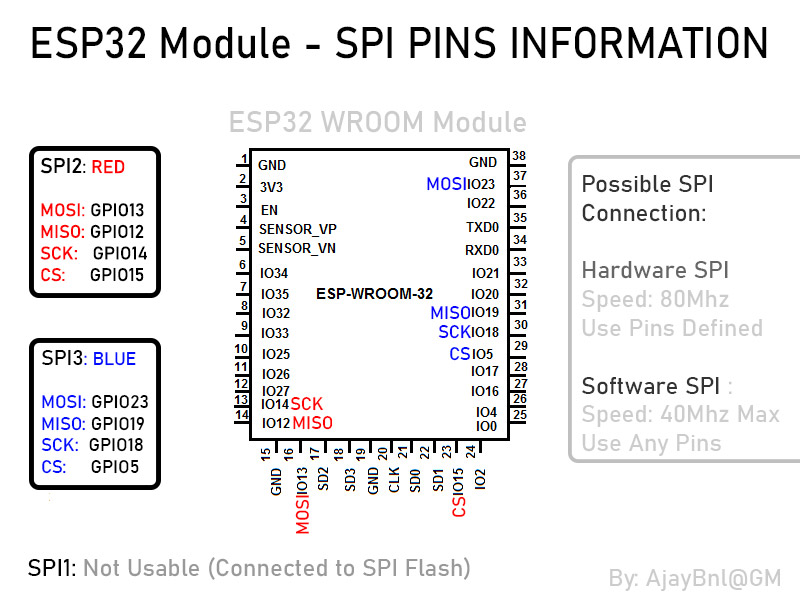 ESP32 Module - SPI PINS INFORMATION
ESP32 WROOM Module
SPI2: RED
MOSI: GPIO13
MISO: GPIO12
SCK: GPIO14
CS: GPIO15
SPI3: BLUE
MOSI: GPIO23
MISO: GPIO19
SCK: GPIO18
CS: GPIO5
1 GND
2 3V3
3 EN
4 SENSOR_VP
5 SENSOR_VN
6 IO34
7 IO35
8 IO32
9 IO33
10 IO25
11 IO26
12 IO27
13 IO14 SCK
14 IO12 MISO
ESP-WROOM-32
GND 38
MOSI IO23 37
IO22 36
TXD0 35
RXD0 34
IO21 33
IO20 32
MISO IO19 31
SCK IO18 30
CS IO5 29
IO17 28
IO16 27
IO4 26
IO0 25
15 GND
16 IO13 MOSI
17 SD2
18 SD3
19 GND
20 CLK
21 SD0
22 SD1
23 IO15 CS
24 IO2
Possible SPI
Connection:
Hardware SPI
Speed: 80Mhz
Use Pins Defined
Software SPI :
Speed: 40Mhz Max
Use Any Pins
SPI1: Not Usable (Connected to SPI Flash)
By: AjayBnl@GM